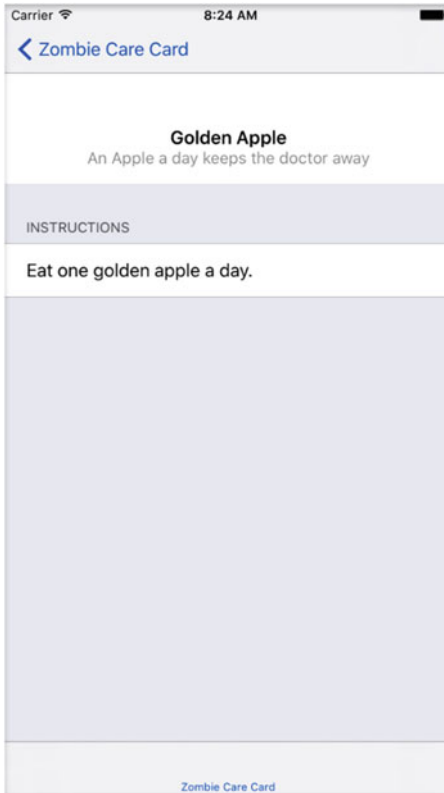 Carrier 8:24 AM
Zombie Care Card
Golden Apple
An Apple a day keeps the doctor away
INSTRUCTIONS
Eat one golden apple a day.
Zombie Care Card